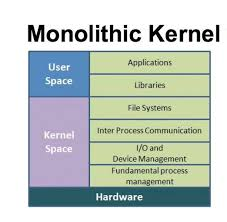 Monolithic Kernel
User
Space
Applications
Libraries
Kernel
Space
File Systems
Inter Process Communication
I/O and
Device Management
Fundamental process
management
Hardware